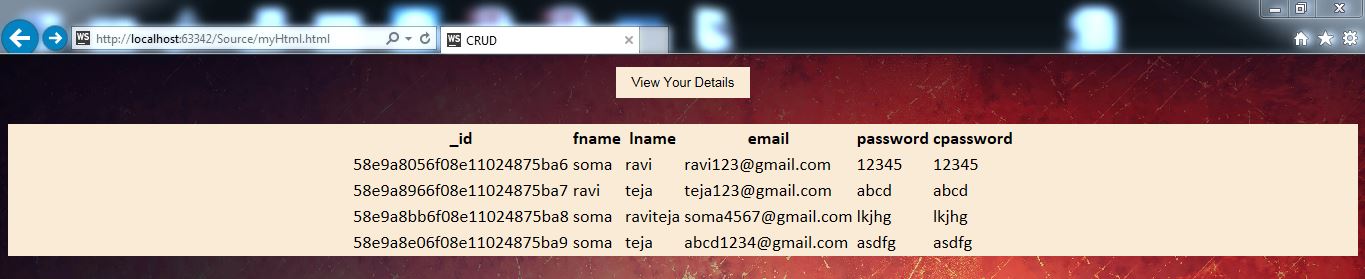 WS http://localhost:63342/Source/myHtml.html
WS CRUD
View Your Details
_id fname lname email password cpassword
58e9a8056f08e11024875ba6 soma ravi ravi123@gmail.com 12345 12345
58e9a8966f08e11024875ba7 ravi teja teja123@gmail.com abcd abcd
58e9a8bb6f08e11024875ba8 soma raviteja soma4567@gmail.com lkjhg lkjhg
58e9a8e06f08e11024875ba9 soma teja abcd1234@gmail.com asdfg asdfg